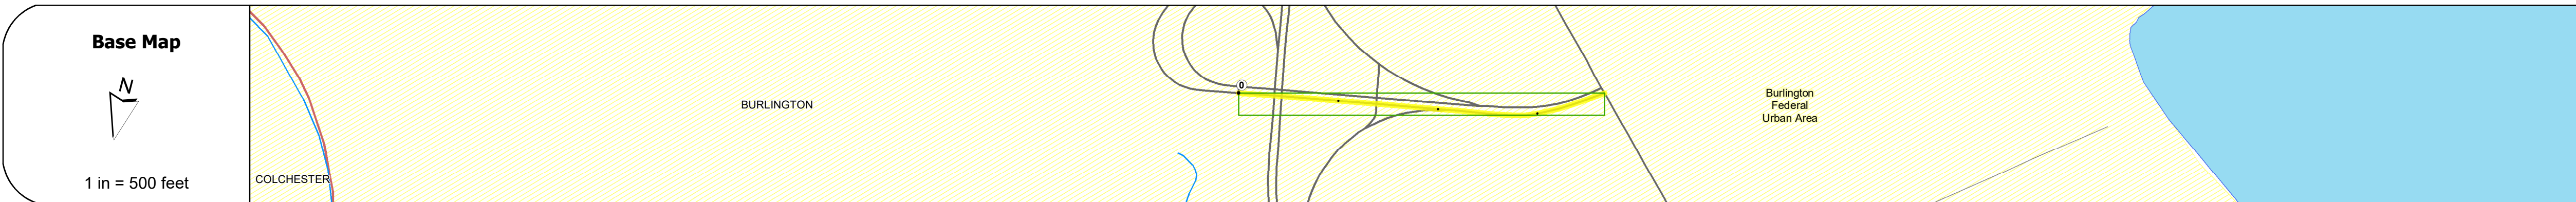 Base Map
N
1 in = 500 feet
COLCHESTER
BURLINGTON
0
Burlington
Federal
Urban Area